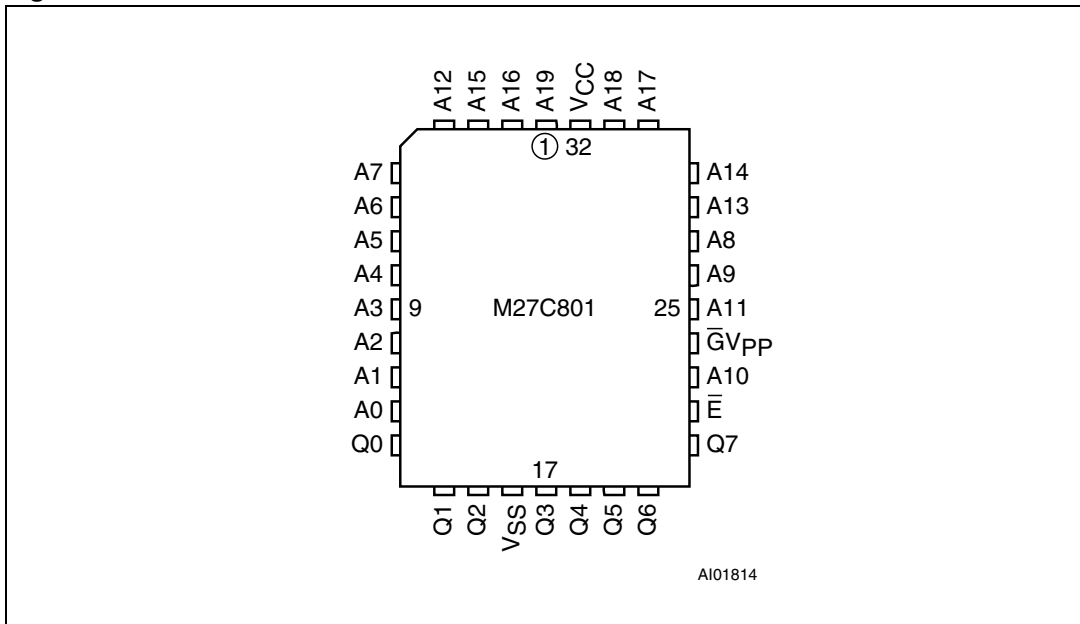 A12 A15 A16 A19 VCC A18 A17
1 32
A7 A14
A6 A13
A5 A8
A4 A9
A3 9 M27C801 25 A11
A2 G̅VPP
A1 A10
A0 E̅
Q0 Q7
17
Q1 Q2 VSS Q3 Q4 Q5 Q6
AI01814